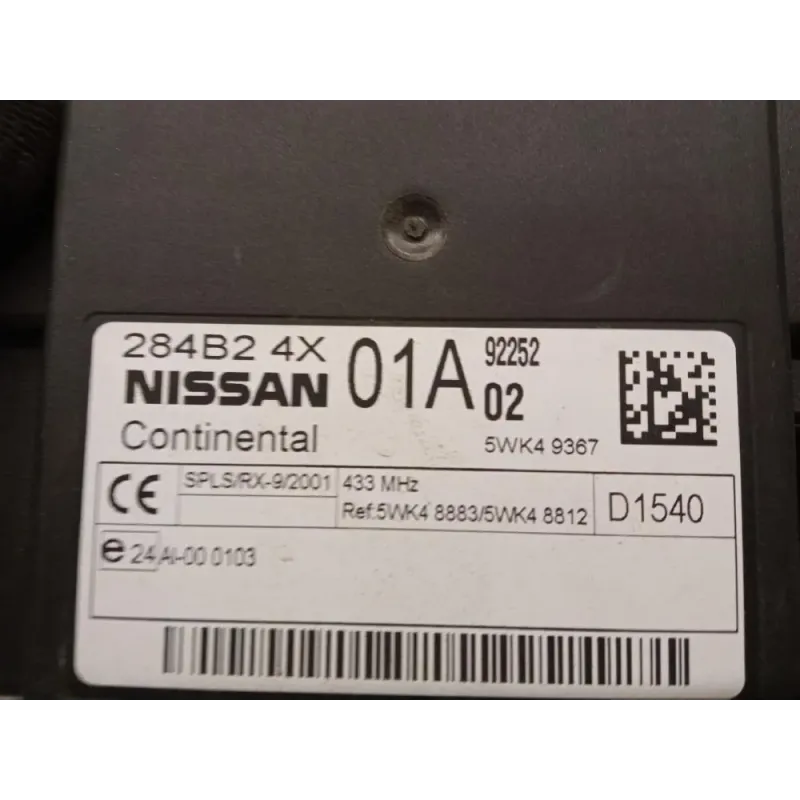 284B2 4X 01A 92252
NISSAN 02
Continental 5WK4 9367
CE SPLS/RX-9/2001 433 MHz
Ref:5WK4 8883/5WK4 8812 D1540
e24 AI-00 0103